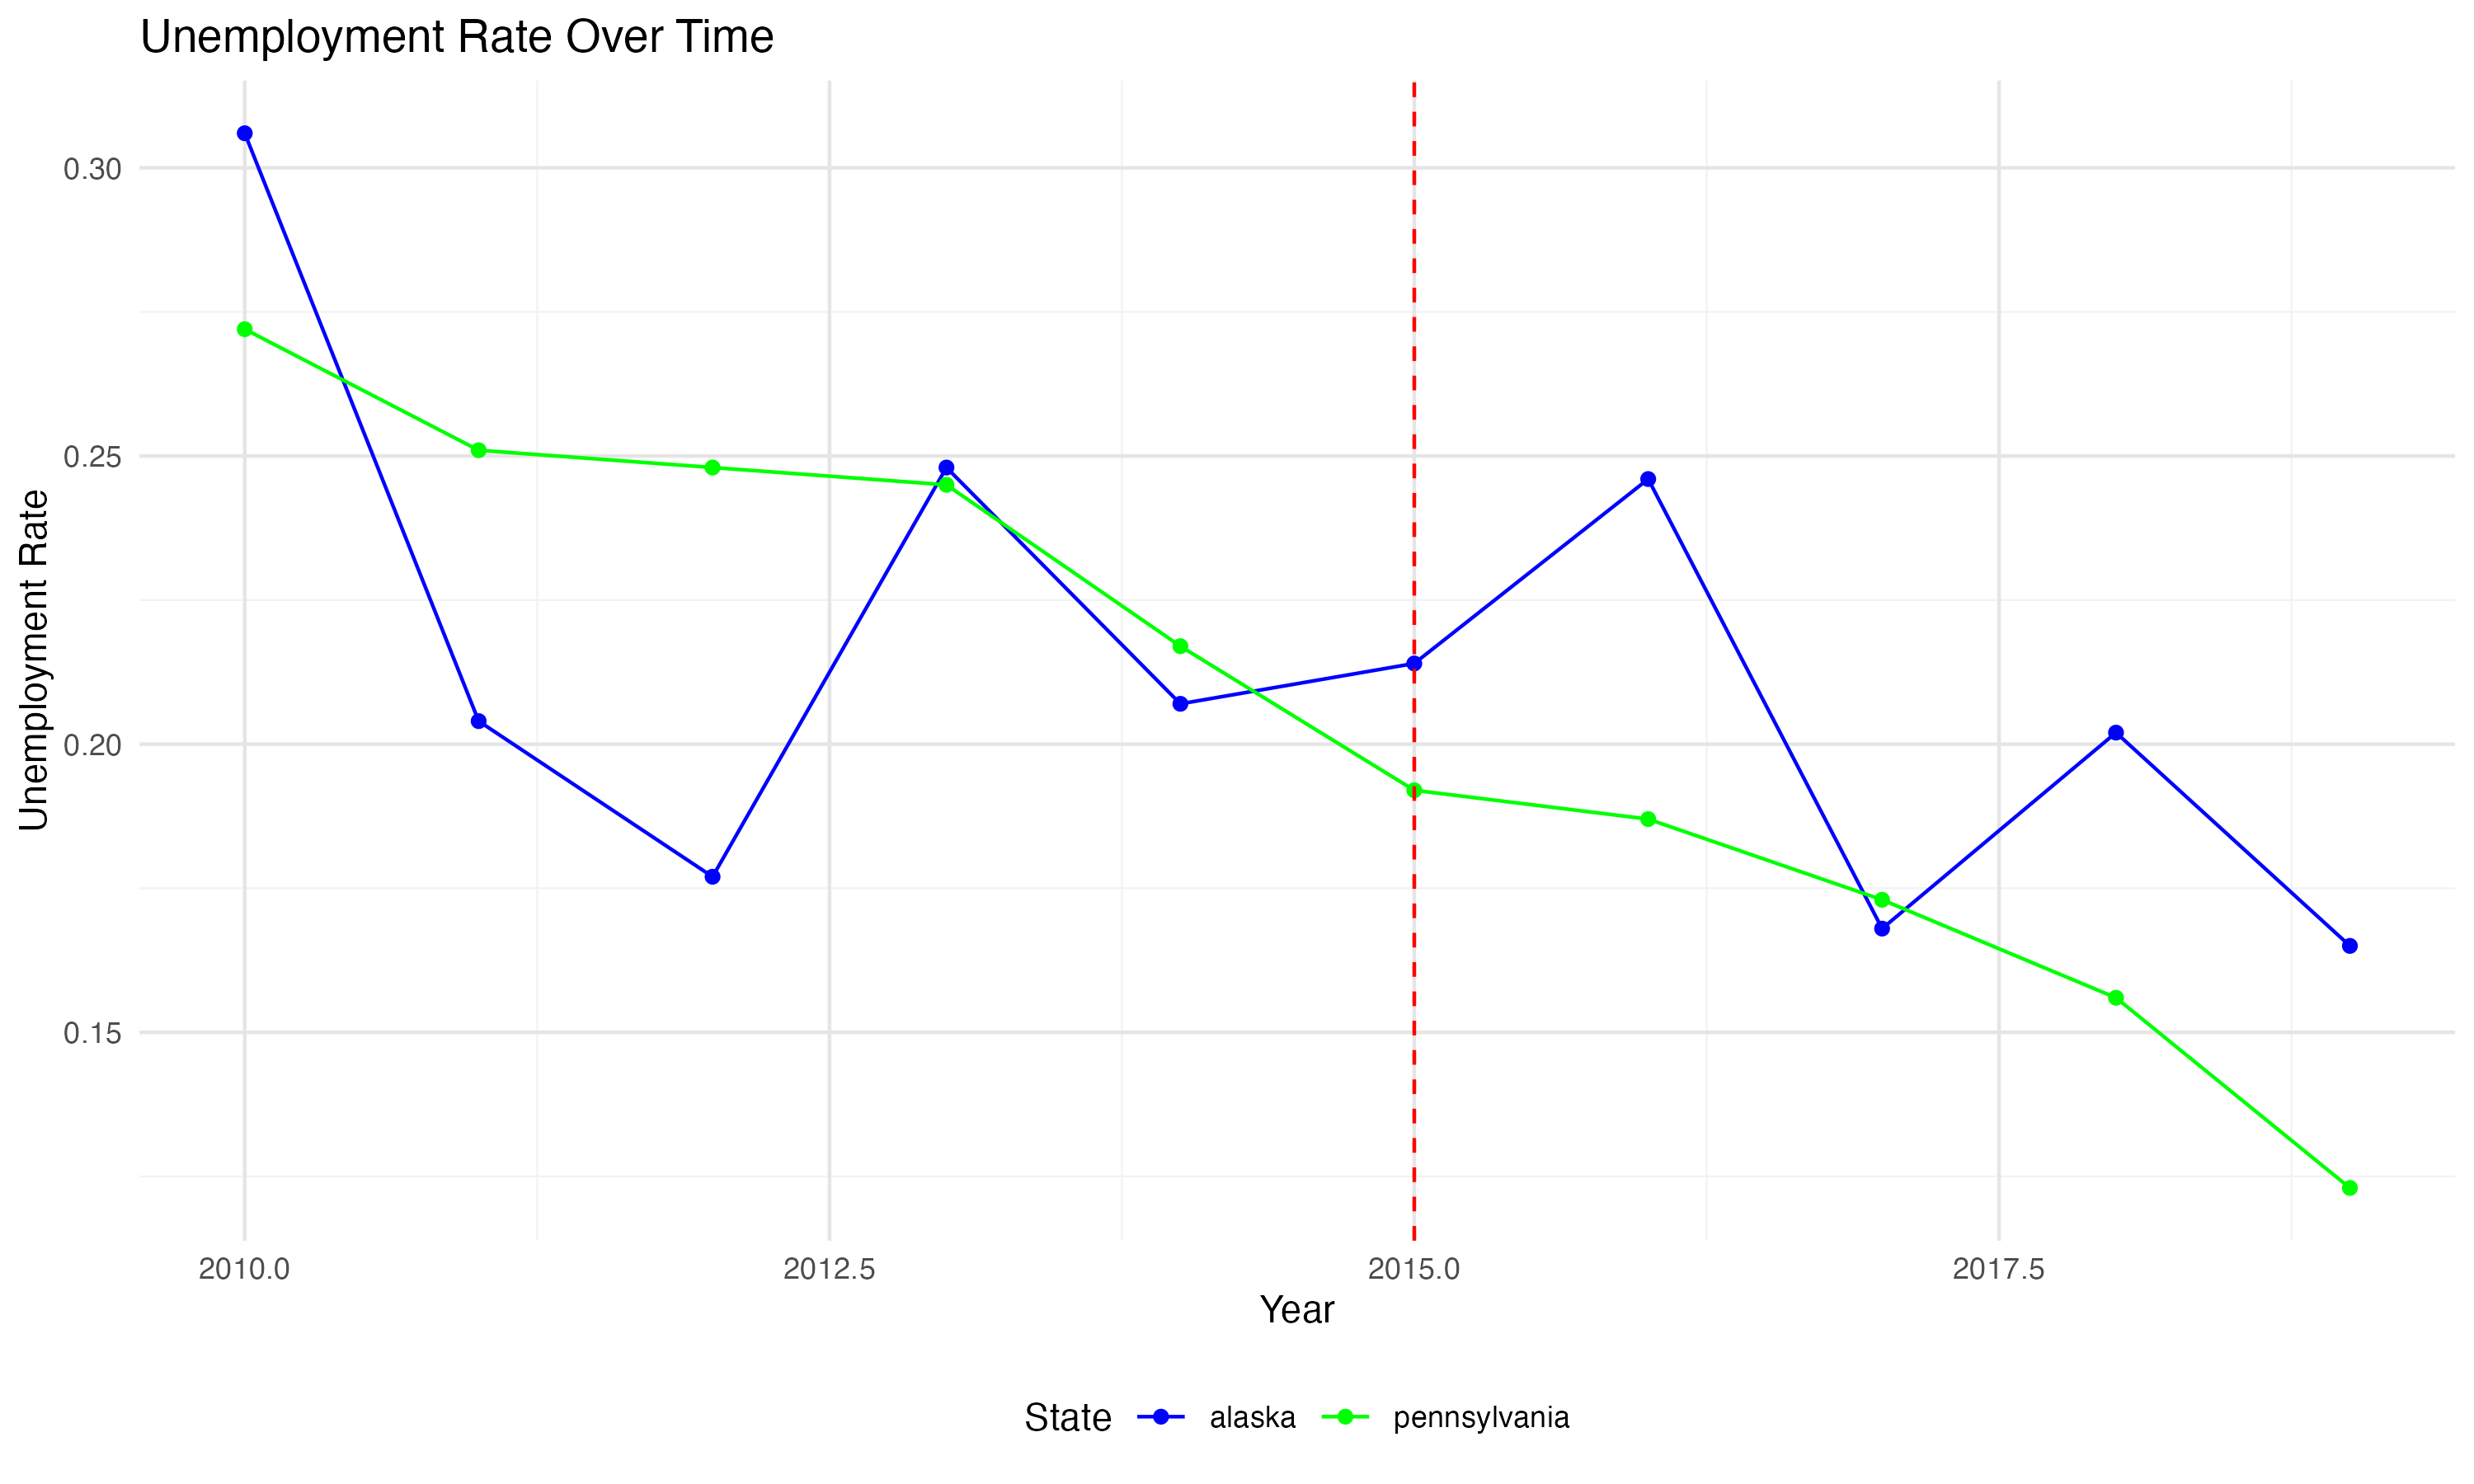 Unemployment Rate Over Time
Unemployment Rate
0.30
0.25
0.20
0.15
2010.0 2012.5 2015.0 2017.5
Year
State alaska pennsylvania